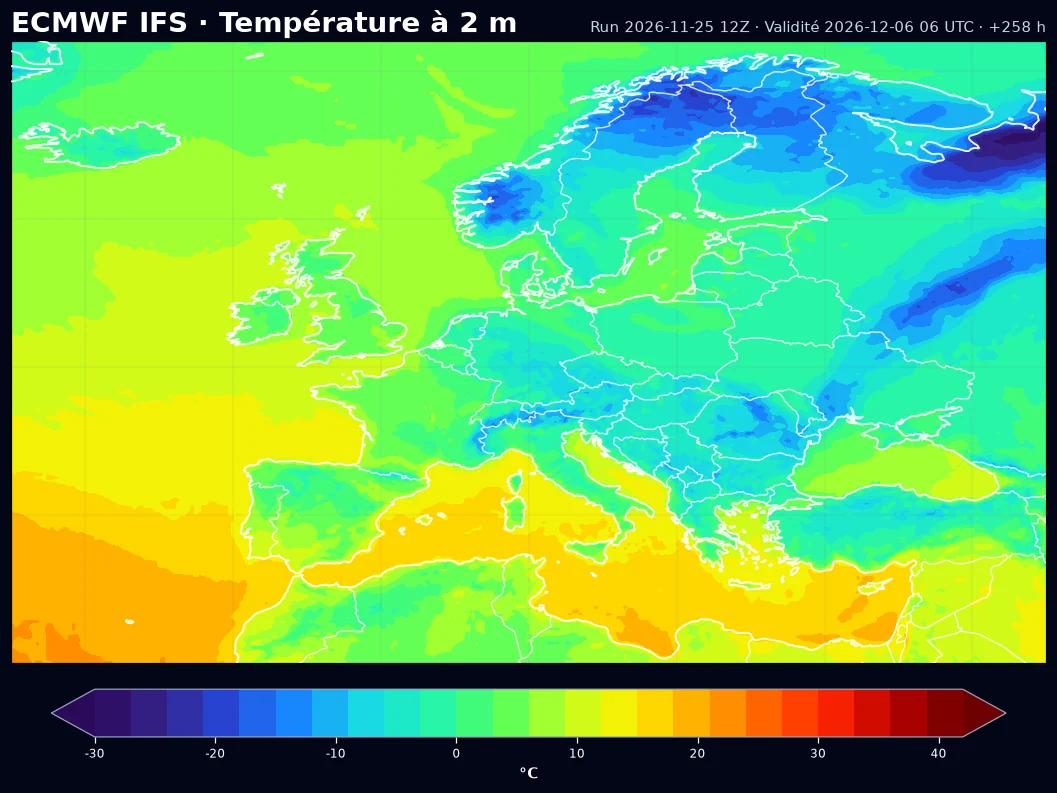 ECMWF IFS · Température à 2 m
Run 2026-11-25 12Z · Validité 2026-12-06 06 UTC · +258 h
-30 -20 -10 0 10 20 30 40
°C